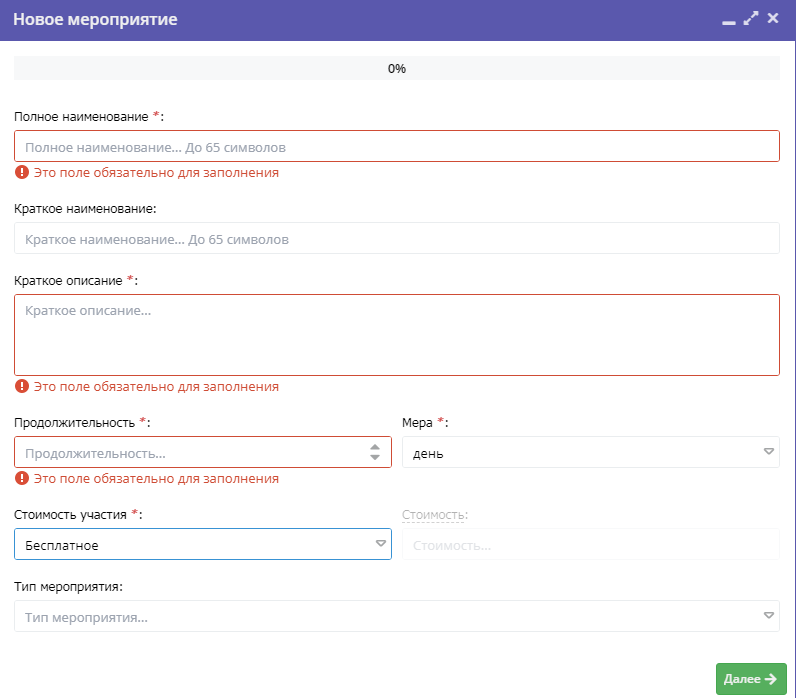 Новое мероприятие
0%
Полное наименование *:
Полное наименование... До 65 символов
Это поле обязательно для заполнения
Краткое наименование:
Краткое наименование... До 65 символов
Краткое описание *:
Краткое описание...
Это поле обязательно для заполнения
Продолжительность *: Мера *:
Продолжительность... день
Это поле обязательно для заполнения
Стоимость участия *: Стоимость:
Бесплатное Стоимость...
Тип мероприятия:
Тип мероприятия...
Далее →